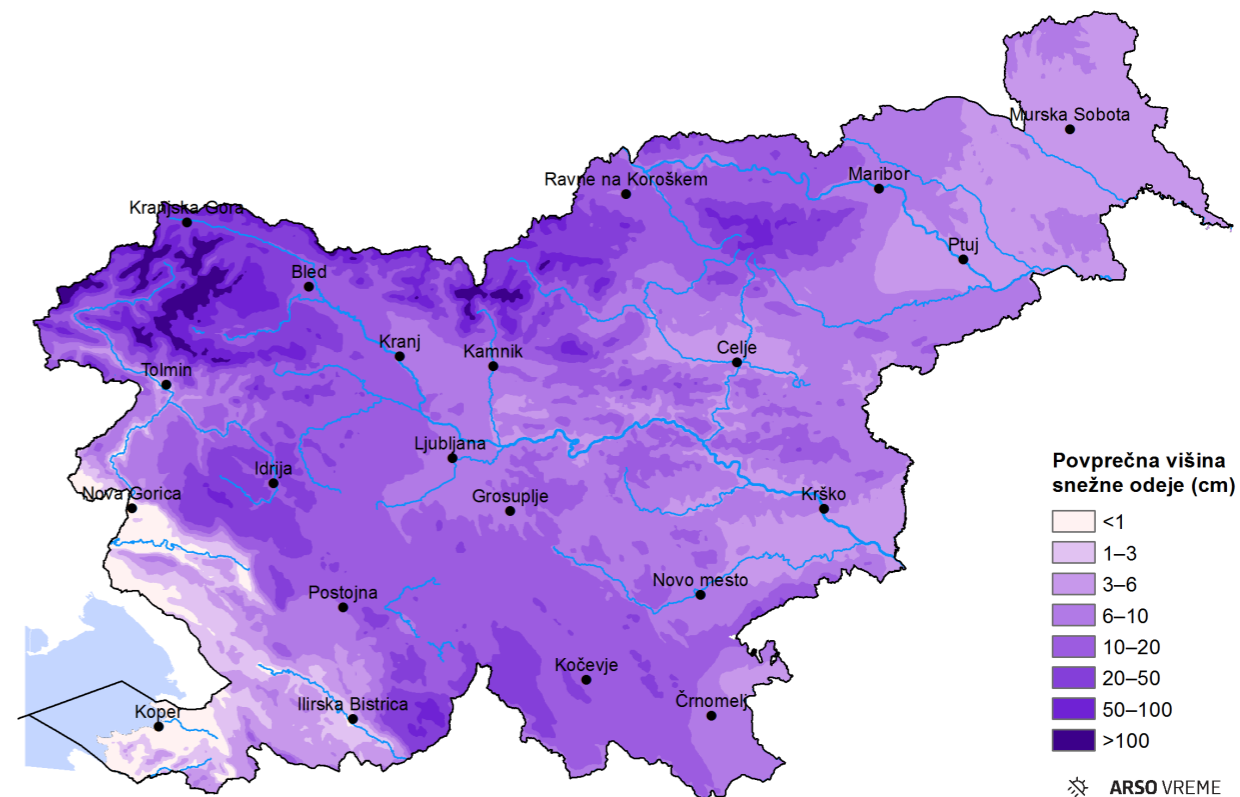 Murska Sobota
Ravne na Koroškem
Maribor
Kranjska Gora
Ptuj
Bled
Kranj
Kamnik
Celje
Tolmin
Ljubljana
Idrija
Nova Gorica
Grosuplje
Krško
Novo mesto
Postojna
Kočevje
Črnomelj
Ilirska Bistrica
Koper
Povprečna višina
snežne odeje (cm)
<1
1–3
3–6
6–10
10–20
20–50
50–100
>100
ARSO VREME